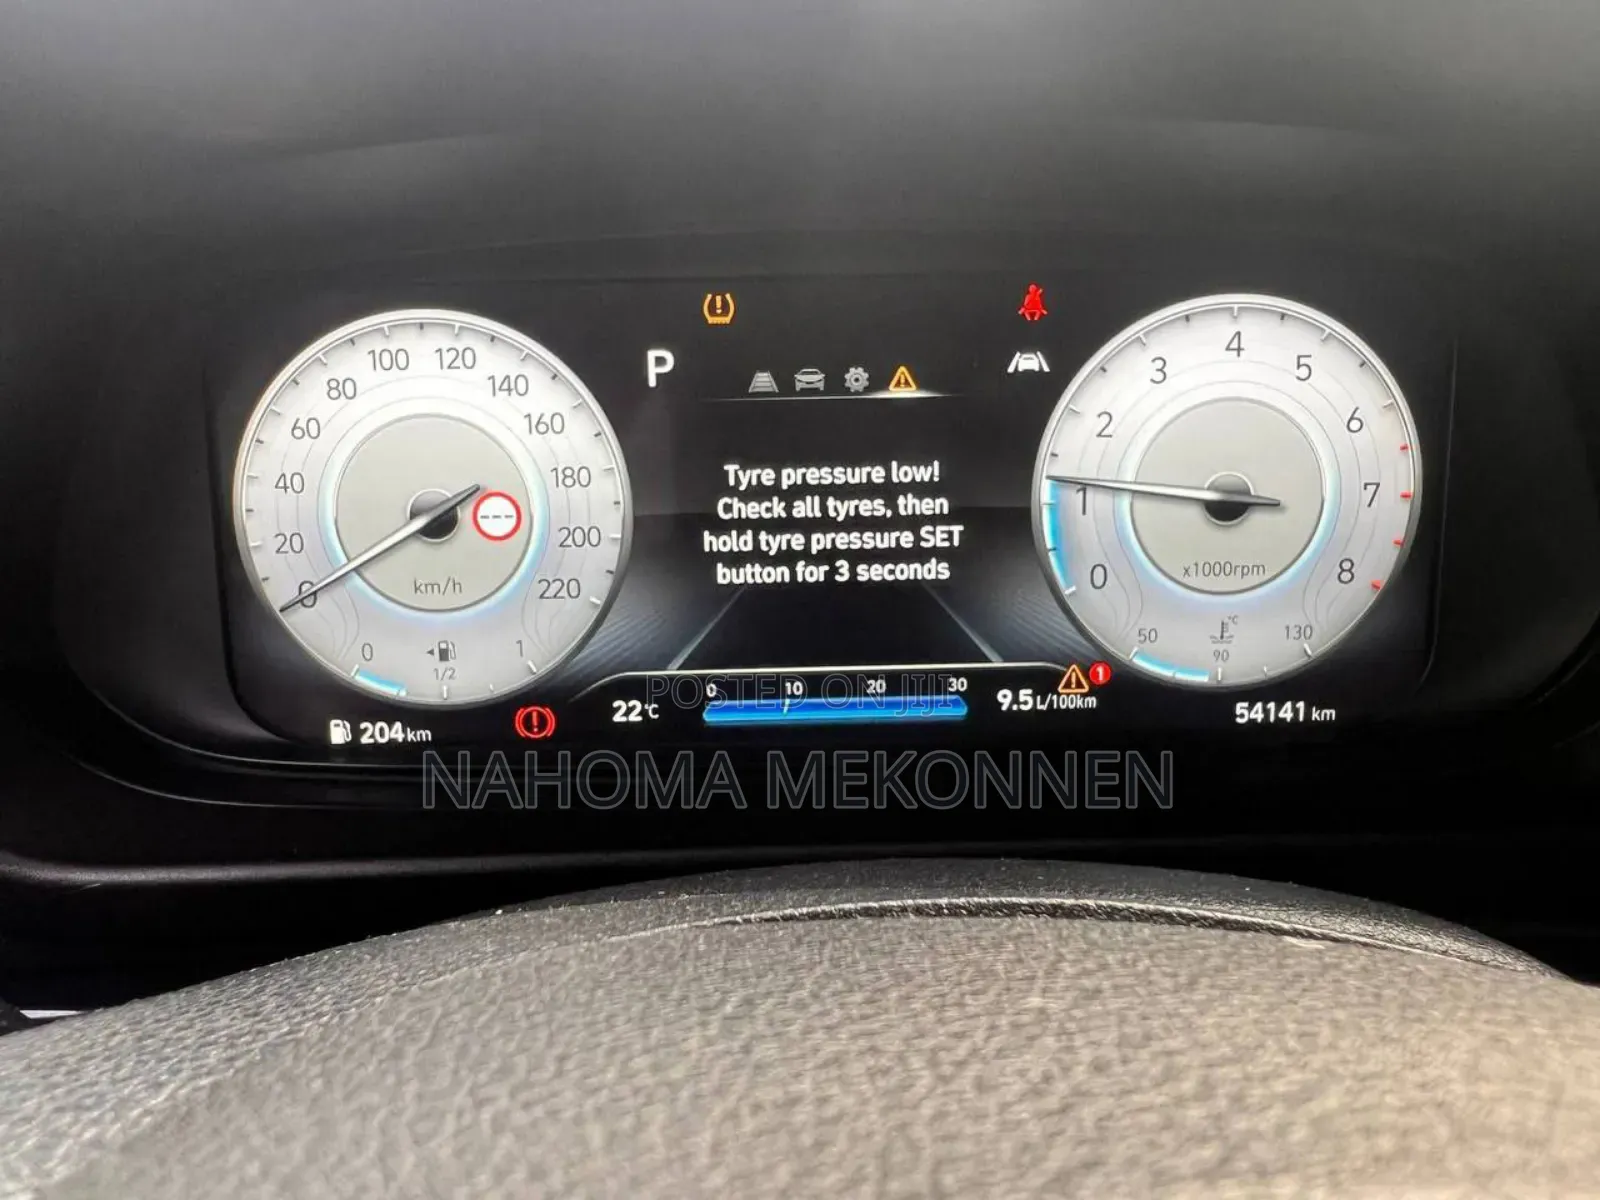 100 120
80 140
60 160
40 180
20 200
0 220
km/h
0 1
1/2
204km
P
Tyre pressure low!
Check all tyres, then
hold tyre pressure SET
button for 3 seconds
22°C
0 10 20 30
9.5L/100km
1
4
3 5
2 6
1 7
0 8
x1000rpm
°C
50 130
90
54141 km
POSTED ON JIJI
NAHOMA MEKONNEN